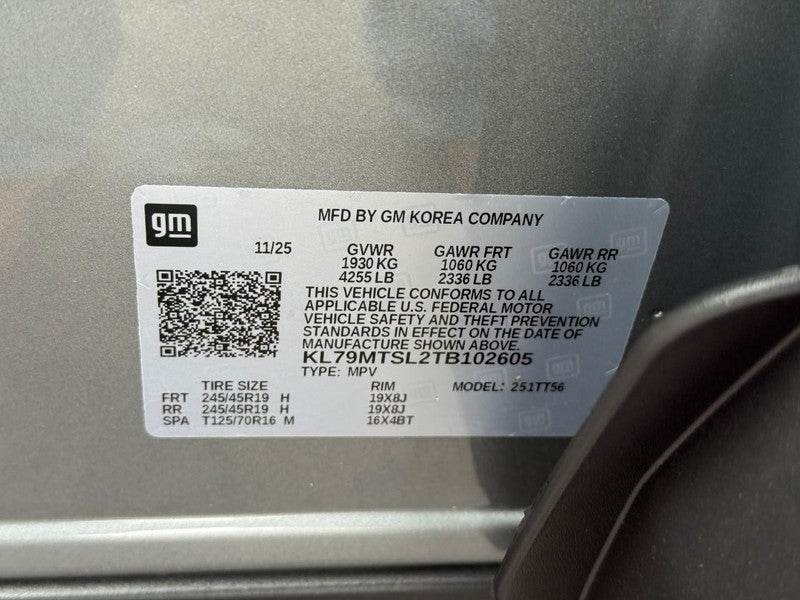 gm
MFD BY GM KOREA COMPANY
11/25 GVWR GAWR FRT GAWR RR
1930 KG 1060 KG 1060 KG
4255 LB 2336 LB 2336 LB
THIS VEHICLE CONFORMS TO ALL
APPLICABLE U.S. FEDERAL MOTOR
VEHICLE SAFETY AND THEFT PREVENTION
STANDARDS IN EFFECT ON THE DATE OF
MANUFACTURE SHOWN ABOVE.
KL79MTSL2TB102605
TYPE: MPV
TIRE SIZE RIM MODEL: 251TT56
FRT 245/45R19 H 19X8J
RR 245/45R19 H 19X8J
SPA T125/70R16 M 16X4BT